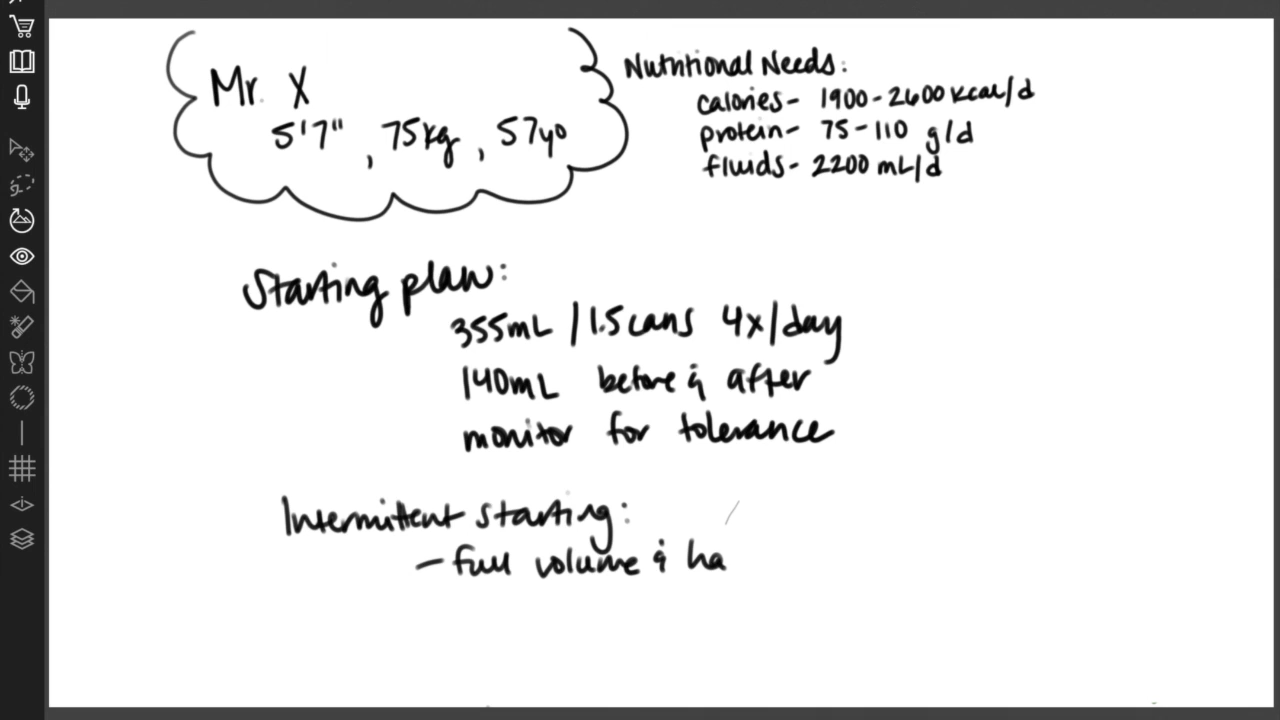 Mr. X
5'7", 75kg, 57yo
Nutritional Needs:
calories- 1900-2600 kcal/d
protein- 75-110 g/d
fluids- 2200 mL/d
Starting plan:
355mL / 1.5 cans 4x/day
140mL before & after
monitor for tolerance
Intermittent starting:
- full volume & ha